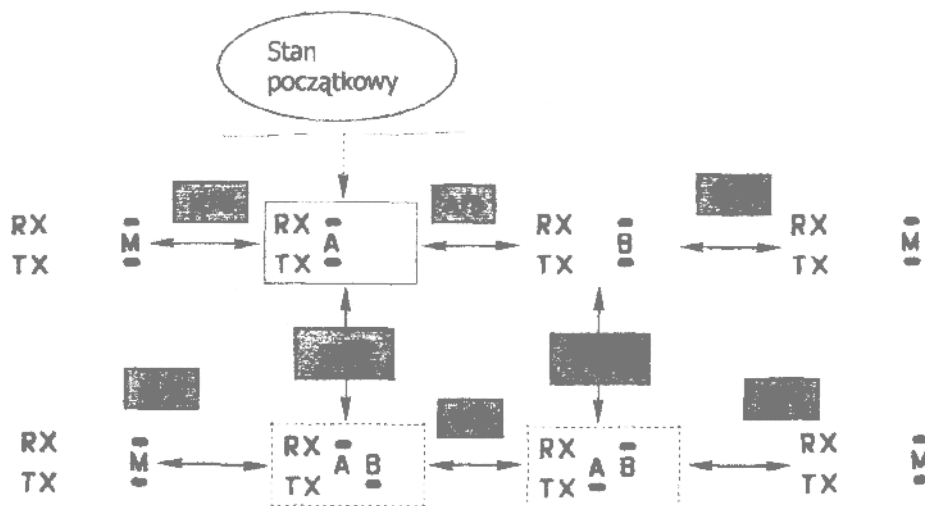 Stan
początkowy
RX M RX A RX B RX M
TX TX TX TX
RX M RX A B RX A B RX M
TX TX TX TX